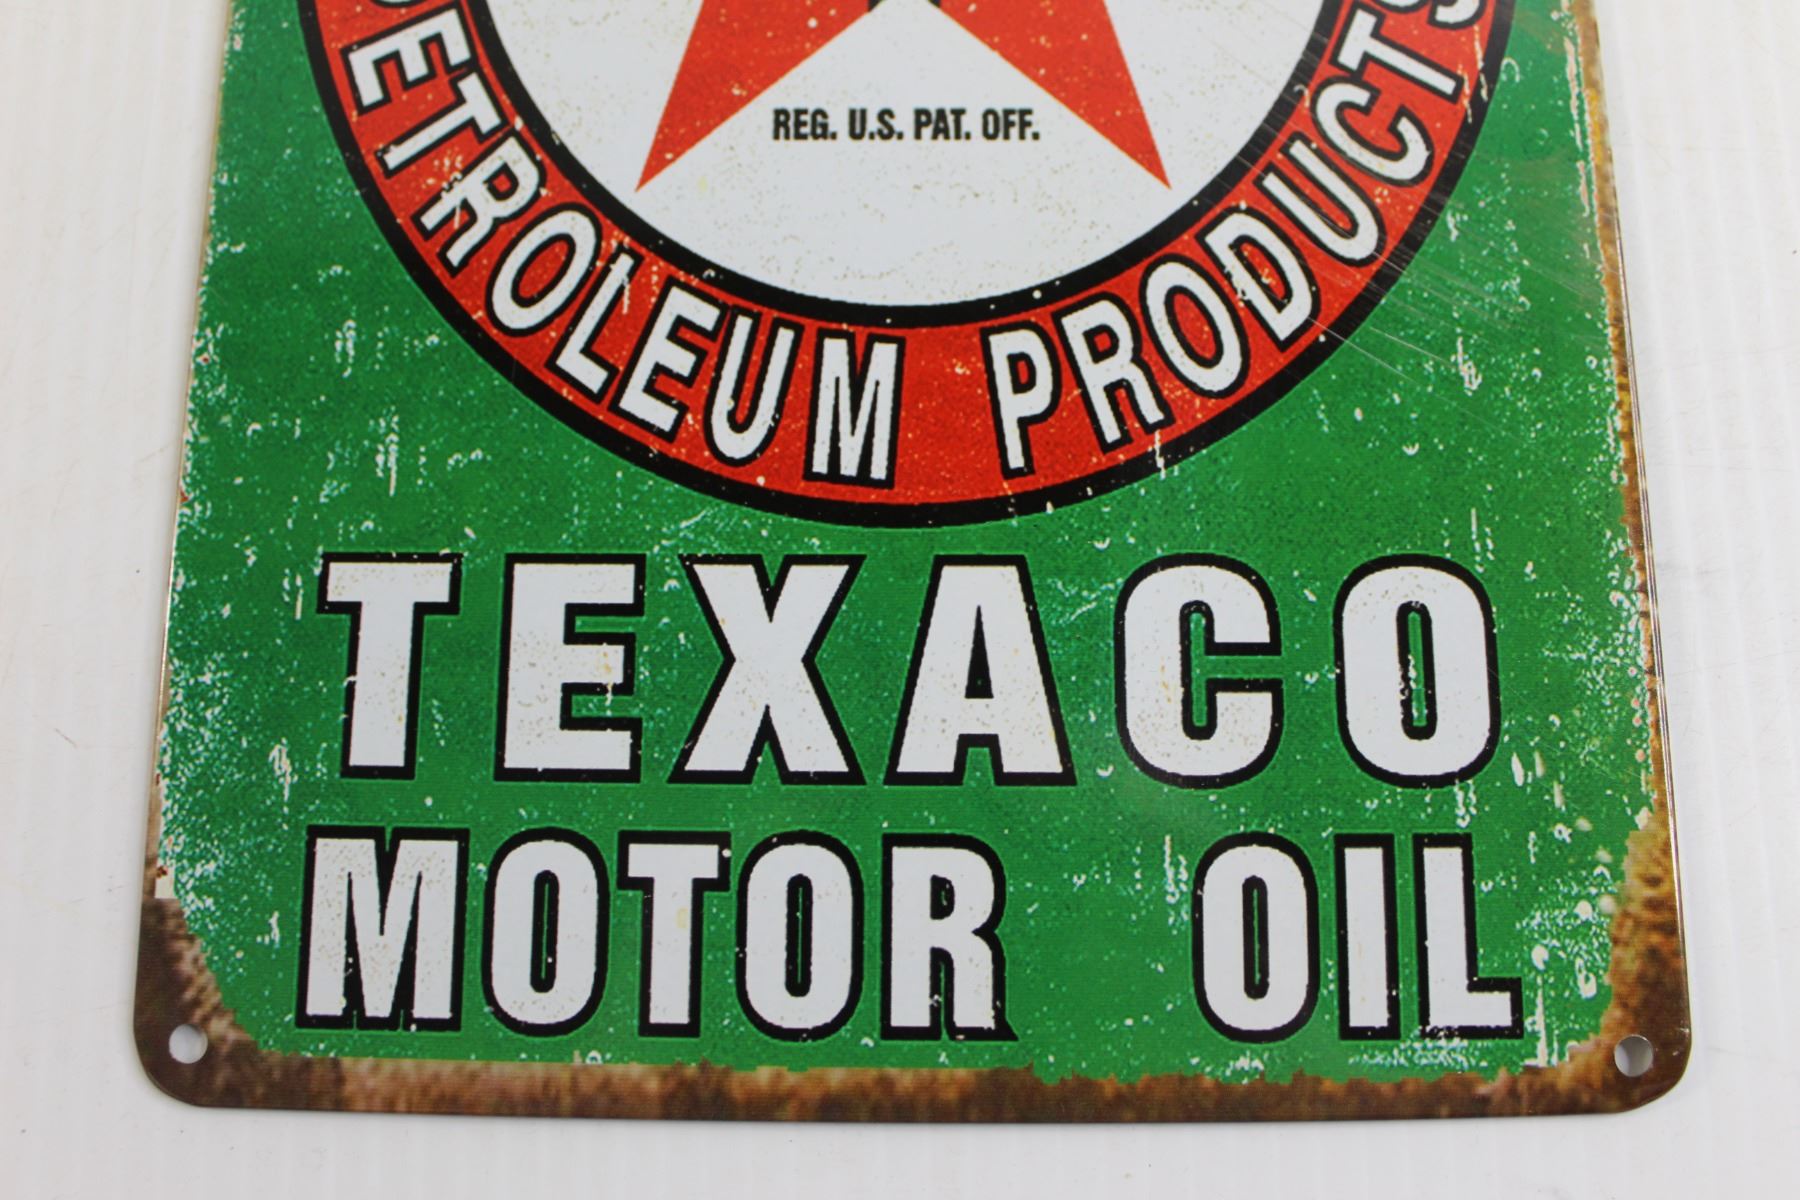 REG. U.S. PAT. OFF.
PETROLEUM PRODUCTS
TEXACO
MOTOR OIL